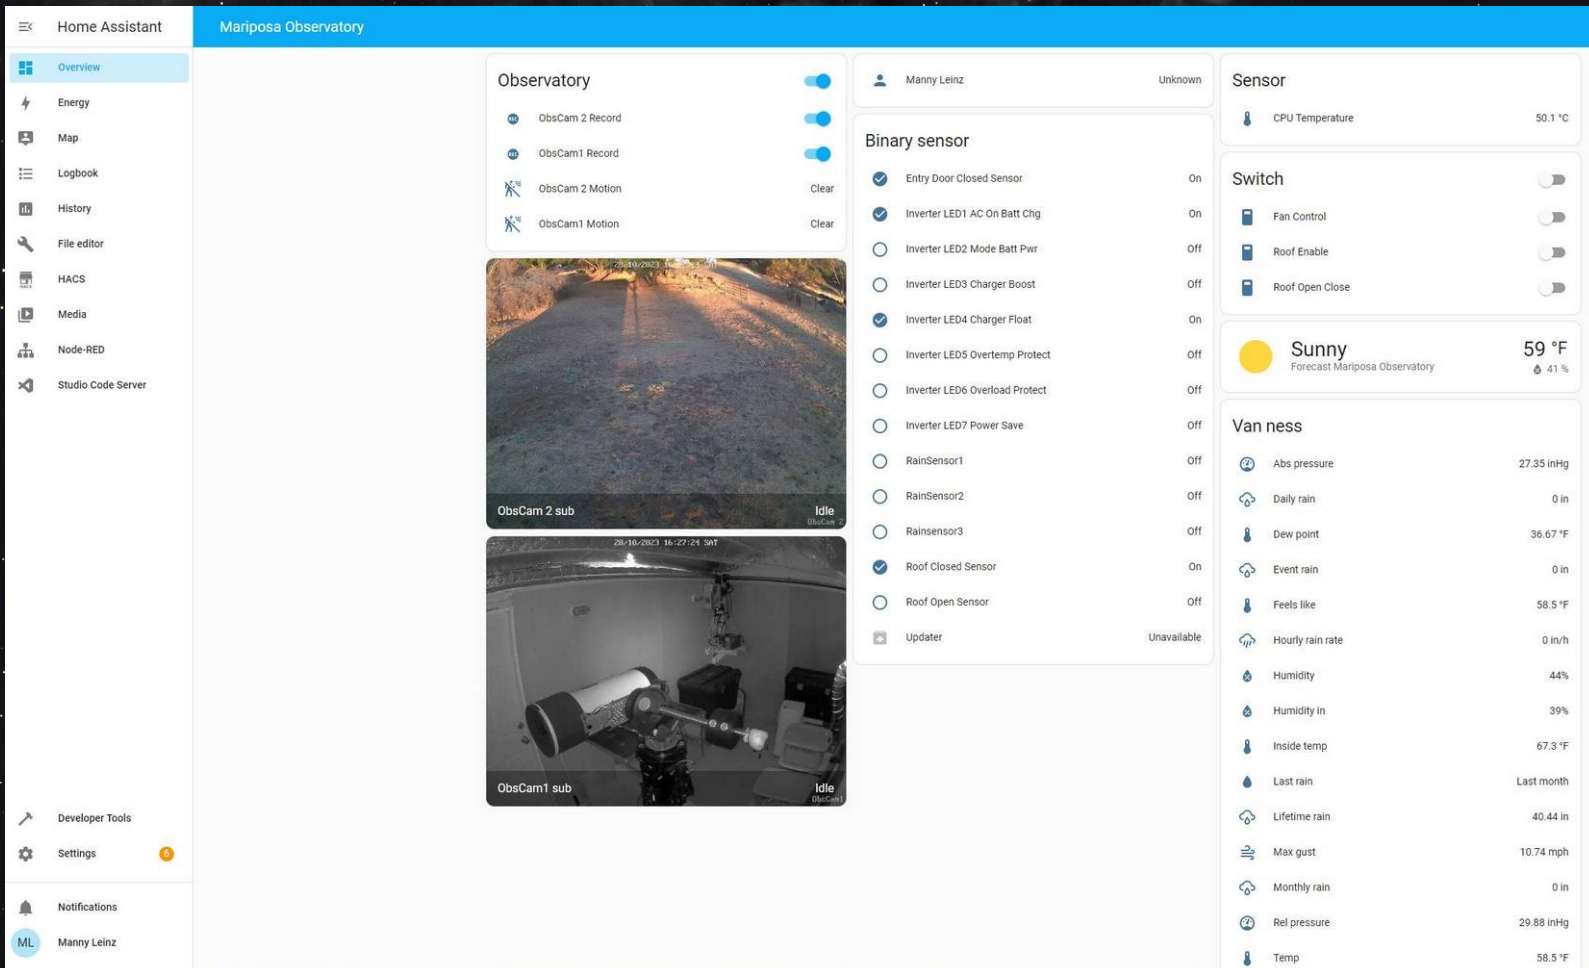 Home Assistant
Mariposa Observatory
Overview
Energy
Map
Logbook
History
File editor
HACS
Media
Node-RED
Studio Code Server
Developer Tools
Settings 6
Notifications
ML Manny Leinz
Observatory
ObsCam 2 Record
ObsCam1 Record
ObsCam 2 Motion Clear
ObsCam1 Motion Clear
28/10/2023
ObsCam 2 sub Idle
ObsCam 2
28/10/2023 16:27:24 SAT
ObsCam1 sub Idle
ObsCam1
Manny Leinz Unknown
Binary sensor
Entry Door Closed Sensor On
Inverter LED1 AC On Batt Chg On
Inverter LED2 Mode Batt Pwr Off
Inverter LED3 Charger Boost Off
Inverter LED4 Charger Float On
Inverter LED5 Overtemp Protect Off
Inverter LED6 Overload Protect Off
Inverter LED7 Power Save Off
RainSensor1 Off
RainSensor2 Off
Rainsensor3 Off
Roof Closed Sensor On
Roof Open Sensor Off
Updater Unavailable
Sensor
CPU Temperature 50.1 °C
Switch
Fan Control
Roof Enable
Roof Open Close
Sunny 59 °F
Forecast Mariposa Observatory 41 %
Van ness
Abs pressure 27.35 inHg
Daily rain 0 in
Dew point 36.67 °F
Event rain 0 in
Feels like 58.5 °F
Hourly rain rate 0 in/h
Humidity 44%
Humidity in 39%
Inside temp 67.3 °F
Last rain Last month
Lifetime rain 40.44 in
Max gust 10.74 mph
Monthly rain 0 in
Rel pressure 29.88 inHg
Temp 58.5 °F